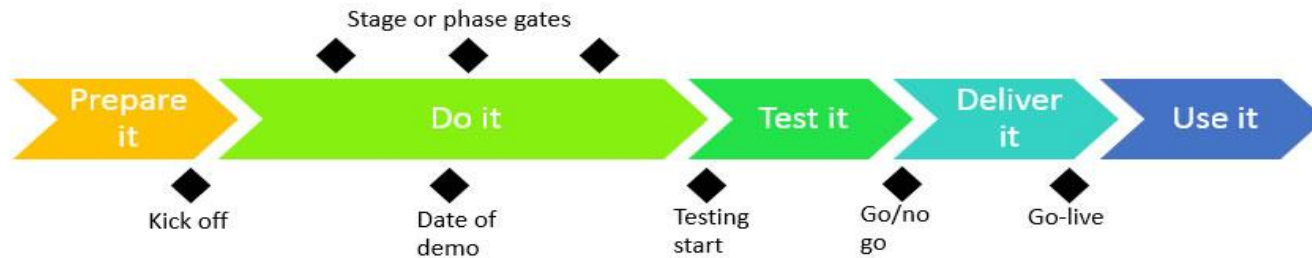 Stage or phase gates
Prepare
it
Do it
Test it
Deliver
it
Use it
Kick off
Date of
demo
Testing
start
Go/no
go
Go-live